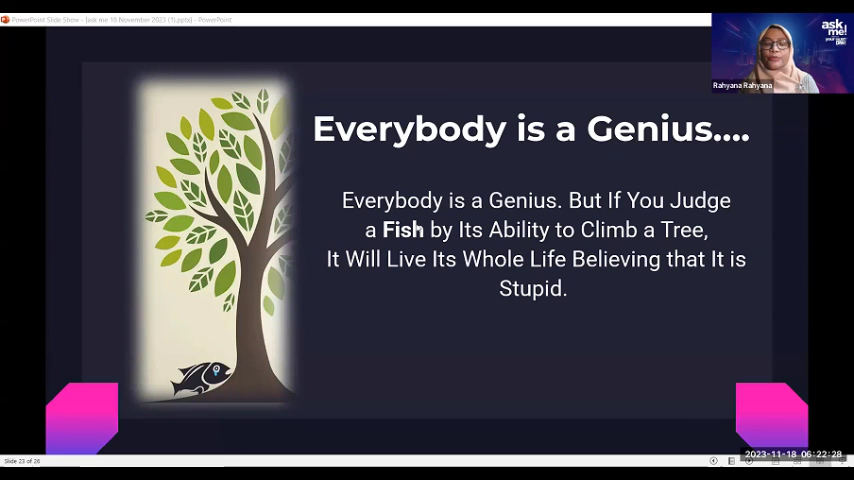 PowerPoint Slide Show - [ask me 18 November 2023 (1).pptx] - PowerPoint
ask
me!
Rahyana Rahyana
Everybody is a Genius....
Everybody is a Genius. But If You Judge
a Fish by Its Ability to Climb a Tree,
It Will Live Its Whole Life Believing that It is
Stupid.
2023-11-18 06:22:28
Slide 23 of 26